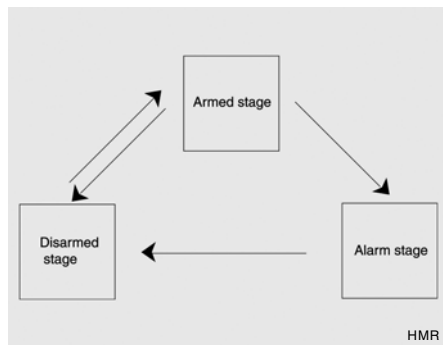 Armed stage
Disarmed
stage
Alarm stage
HMR